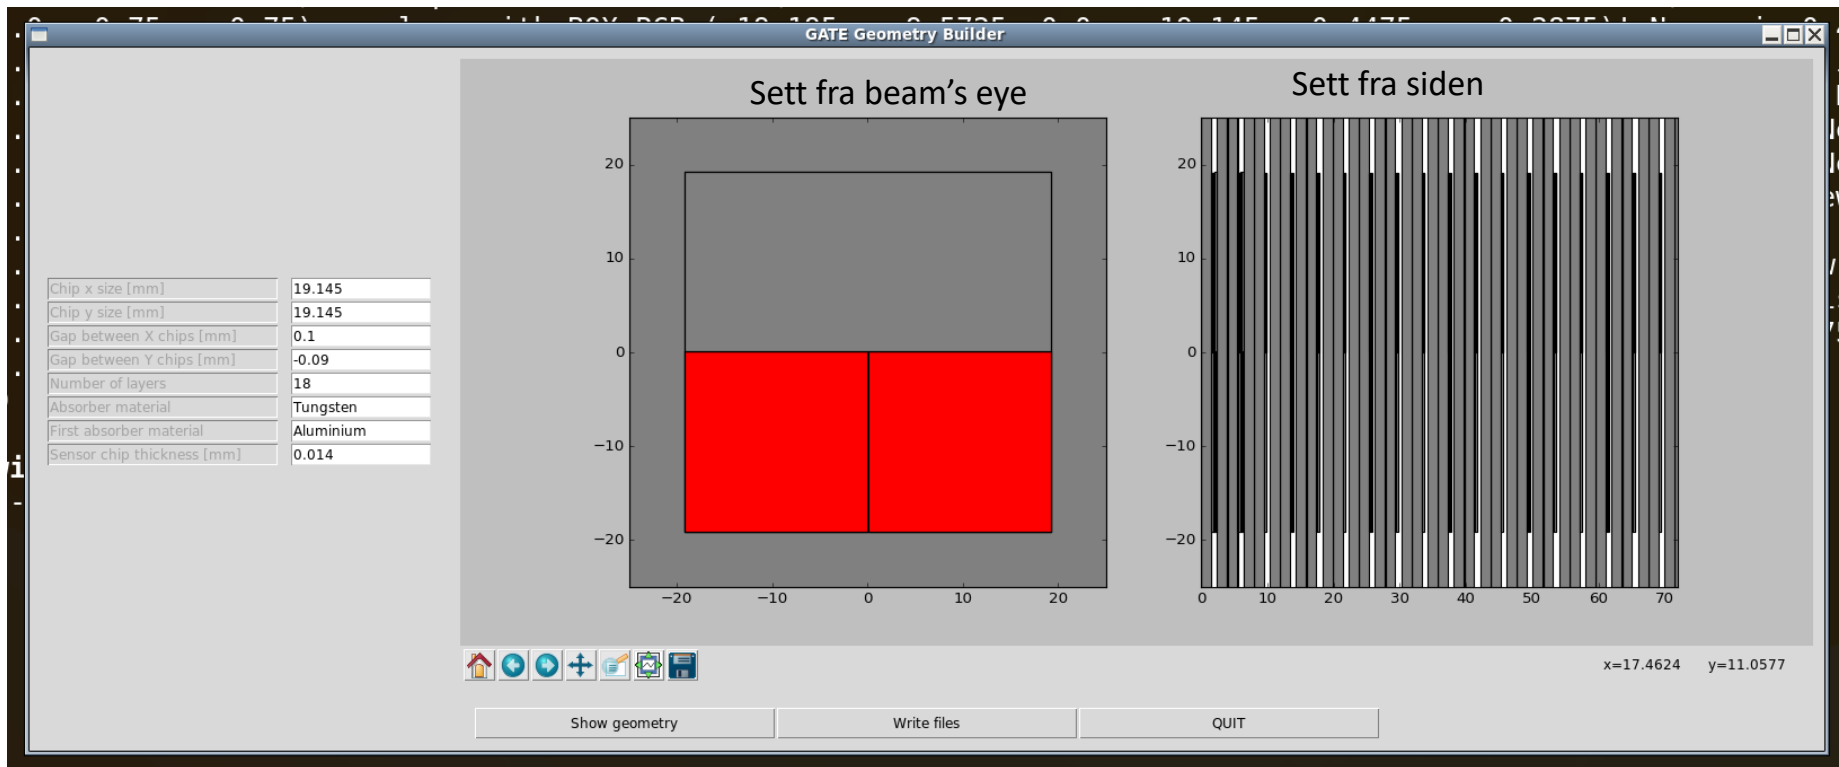 GATE Geometry Builder
Sett fra beam's eye
Sett fra siden
20
10
0
−10
−20
−20
−10
0
10
20
20
10
0
−10
−20
0
10
20
30
40
50
60
70
Chip x size [mm]
19.145
Chip y size [mm]
19.145
Gap between X chips [mm]
0.1
Gap between Y chips [mm]
-0.09
Number of layers
18
Absorber material
Tungsten
First absorber material
Aluminium
Sensor chip thickness [mm]
0.014
x=17.4624 y=11.0577
Show geometry
Write files
QUIT